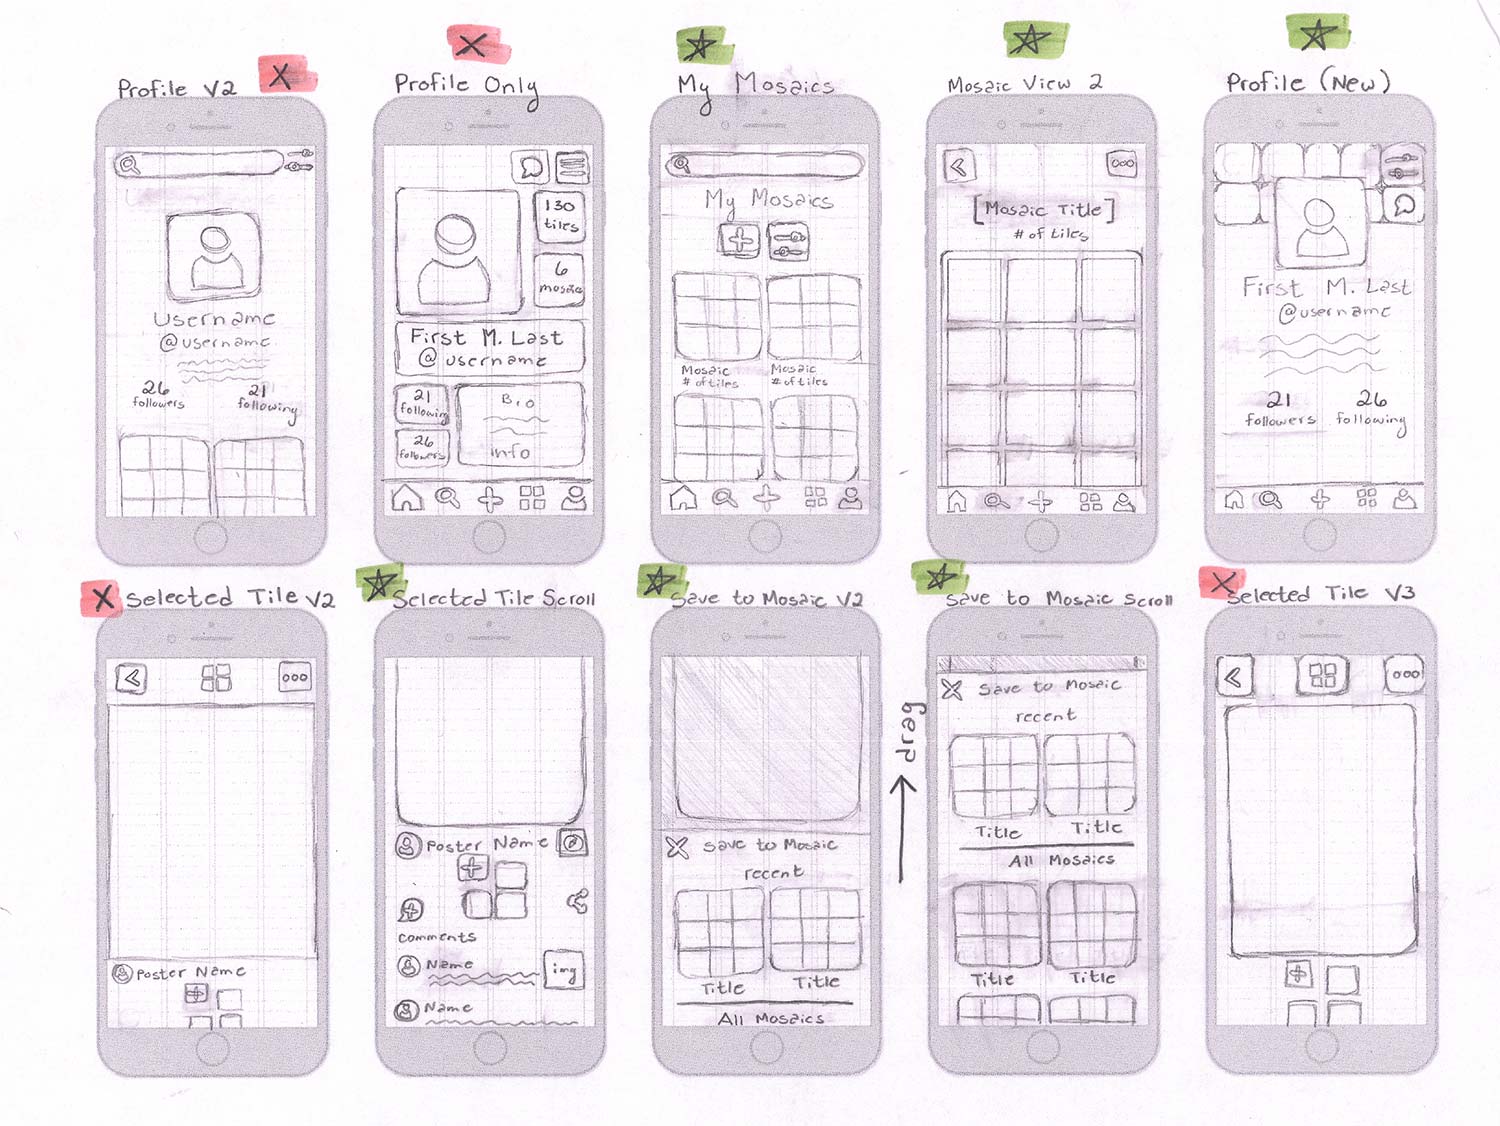 Profile V2
Username
@username
26
followers
21
following
Profile Only
130
tiles
6
mosaic
First M. Last
@username
21
following
26
followers
Bio
info
My Mosaics
My Mosaics
Mosaic
# of tiles
Mosaic
# of tiles
Mosaic View 2
[Mosaic Title]
# of tiles
Profile (New)
First M. Last
@username
21
followers
26
following
Selected Tile V2
Poster Name
Selected Tile Scroll
Poster Name
comments
Name
img
Name
Save to Mosaic V2
Save to Mosaic
recent
Title
Title
All Mosaics
drag
Save to Mosaic Scroll
Save to Mosaic
recent
Title
Title
All Mosaics
Title
Title
Selected Tile V3